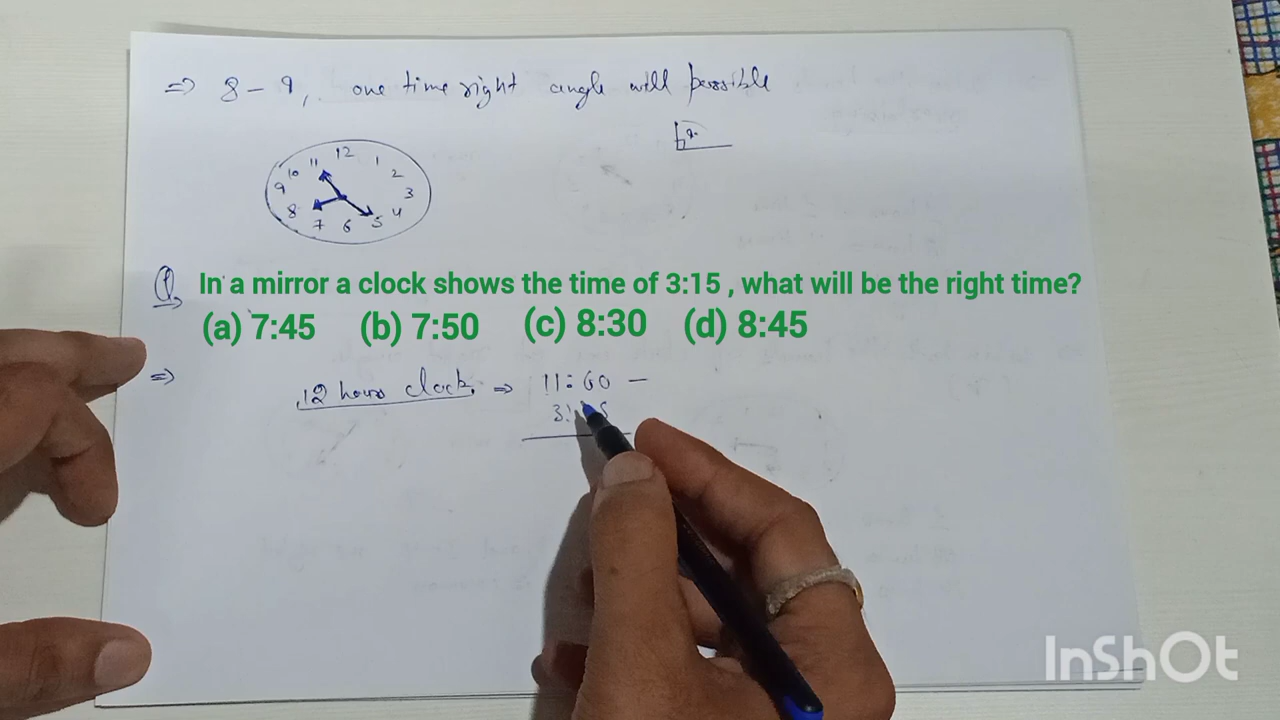 ⇒ 8 - 9, one time right angle will possible
9.
12
11 1
10 2
9 3
8 4
7 6 5
Q, In a mirror a clock shows the time of 3:15 , what will be the right time?
(a) 7:45 (b) 7:50 (c) 8:30 (d) 8:45
⇒ 12 hours clock. ⇒ 11:60 -
InShOt